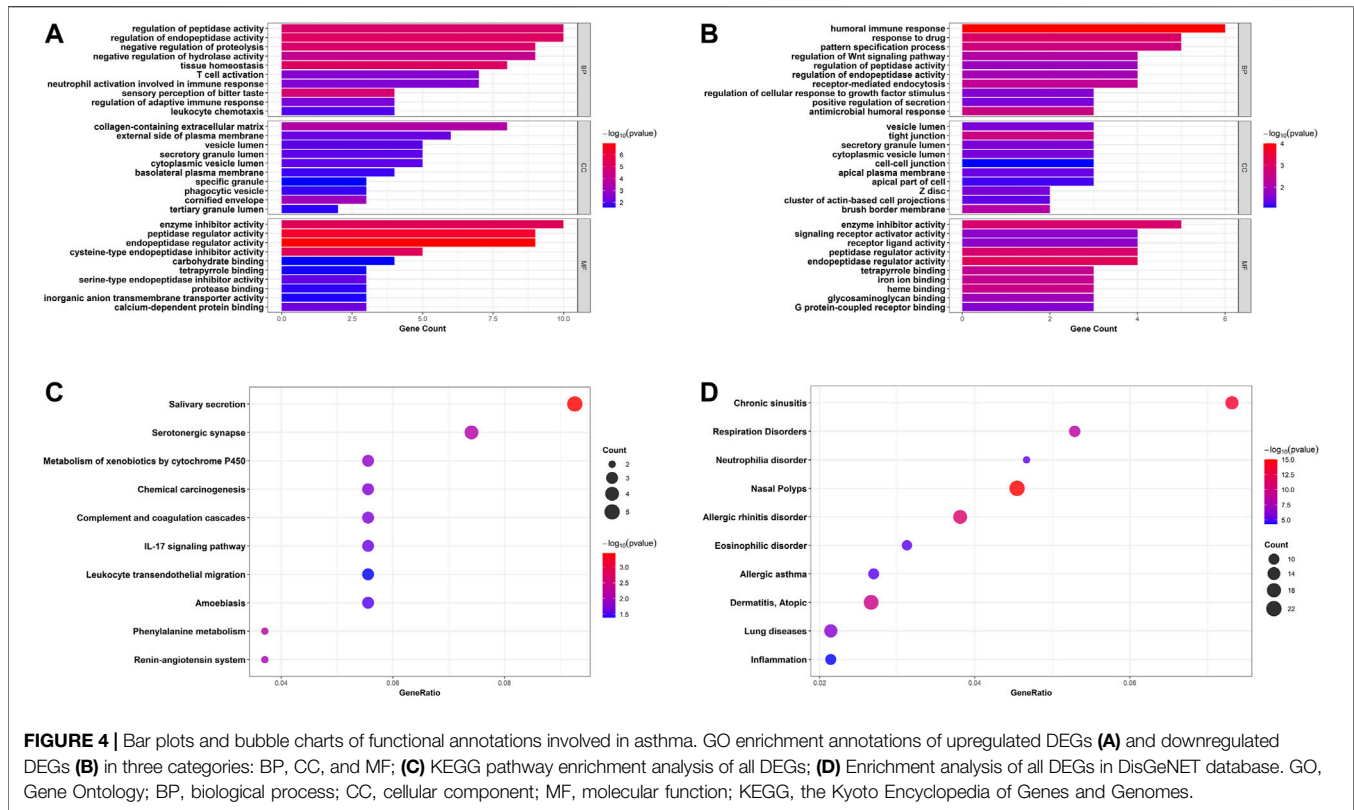 A
regulation of peptidase activity
regulation of endopeptidase activity
negative regulation of proteolysis
negative regulation of hydrolase activity
tissue homeostasis
T cell activation
neutrophil activation involved in immune response
sensory perception of bitter taste
regulation of adaptive immune response
leukocyte chemotaxis
BP
collagen-containing extracellular matrix
external side of plasma membrane
vesicle lumen
secretory granule lumen
cytoplasmic vesicle lumen
basolateral plasma membrane
specific granule
phagocytic vesicle
cornified envelope
tertiary granule lumen
CC
enzyme inhibitor activity
peptidase regulator activity
endopeptidase regulator activity
cysteine-type endopeptidase inhibitor activity
carbohydrate binding
tetrapyrrole binding
serine-type endopeptidase inhibitor activity
protease binding
inorganic anion transmembrane transporter activity
calcium-dependent protein binding
MF
0.0 2.5 5.0 7.5 10.0
Gene Count
−log10(pvalue)
6
5
4
3
2
B
humoral immune response
response to drug
pattern specification process
regulation of Wnt signaling pathway
regulation of peptidase activity
regulation of endopeptidase activity
receptor-mediated endocytosis
regulation of cellular response to growth factor stimulus
positive regulation of secretion
antimicrobial humoral response
BP
vesicle lumen
tight junction
secretory granule lumen
cytoplasmic vesicle lumen
cell-cell junction
apical plasma membrane
apical part of cell
Z disc
cluster of actin-based cell projections
brush border membrane
CC
enzyme inhibitor activity
signaling receptor activator activity
receptor ligand activity
peptidase regulator activity
endopeptidase regulator activity
tetrapyrrole binding
iron ion binding
heme binding
glycosaminoglycan binding
G protein-coupled receptor binding
MF
0 2 4 6
Gene Count
−log10(pvalue)
4
3
2
C
Salivary secretion
Serotonergic synapse
Metabolism of xenobiotics by cytochrome P450
Chemical carcinogenesis
Complement and coagulation cascades
IL-17 signaling pathway
Leukocyte transendothelial migration
Amoebiasis
Phenylalanine metabolism
Renin-angiotensin system
0.04 0.06 0.08
GeneRatio
Count
2
3
4
5
−log10(pvalue)
3.0
2.5
2.0
1.5
D
Chronic sinusitis
Respiration Disorders
Neutrophilia disorder
Nasal Polyps
Allergic rhinitis disorder
Eosinophilic disorder
Allergic asthma
Dermatitis, Atopic
Lung diseases
Inflammation
0.02 0.04 0.06
GeneRatio
−log10(pvalue)
15.0
12.5
10.0
7.5
5.0
Count
10
14
18
22
FIGURE 4 | Bar plots and bubble charts of functional annotations involved in asthma. GO enrichment annotations of upregulated DEGs (A) and downregulated
DEGs (B) in three categories: BP, CC, and MF; (C) KEGG pathway enrichment analysis of all DEGs; (D) Enrichment analysis of all DEGs in DisGeNET database. GO,
Gene Ontology; BP, biological process; CC, cellular component; MF, molecular function; KEGG, the Kyoto Encyclopedia of Genes and Genomes.